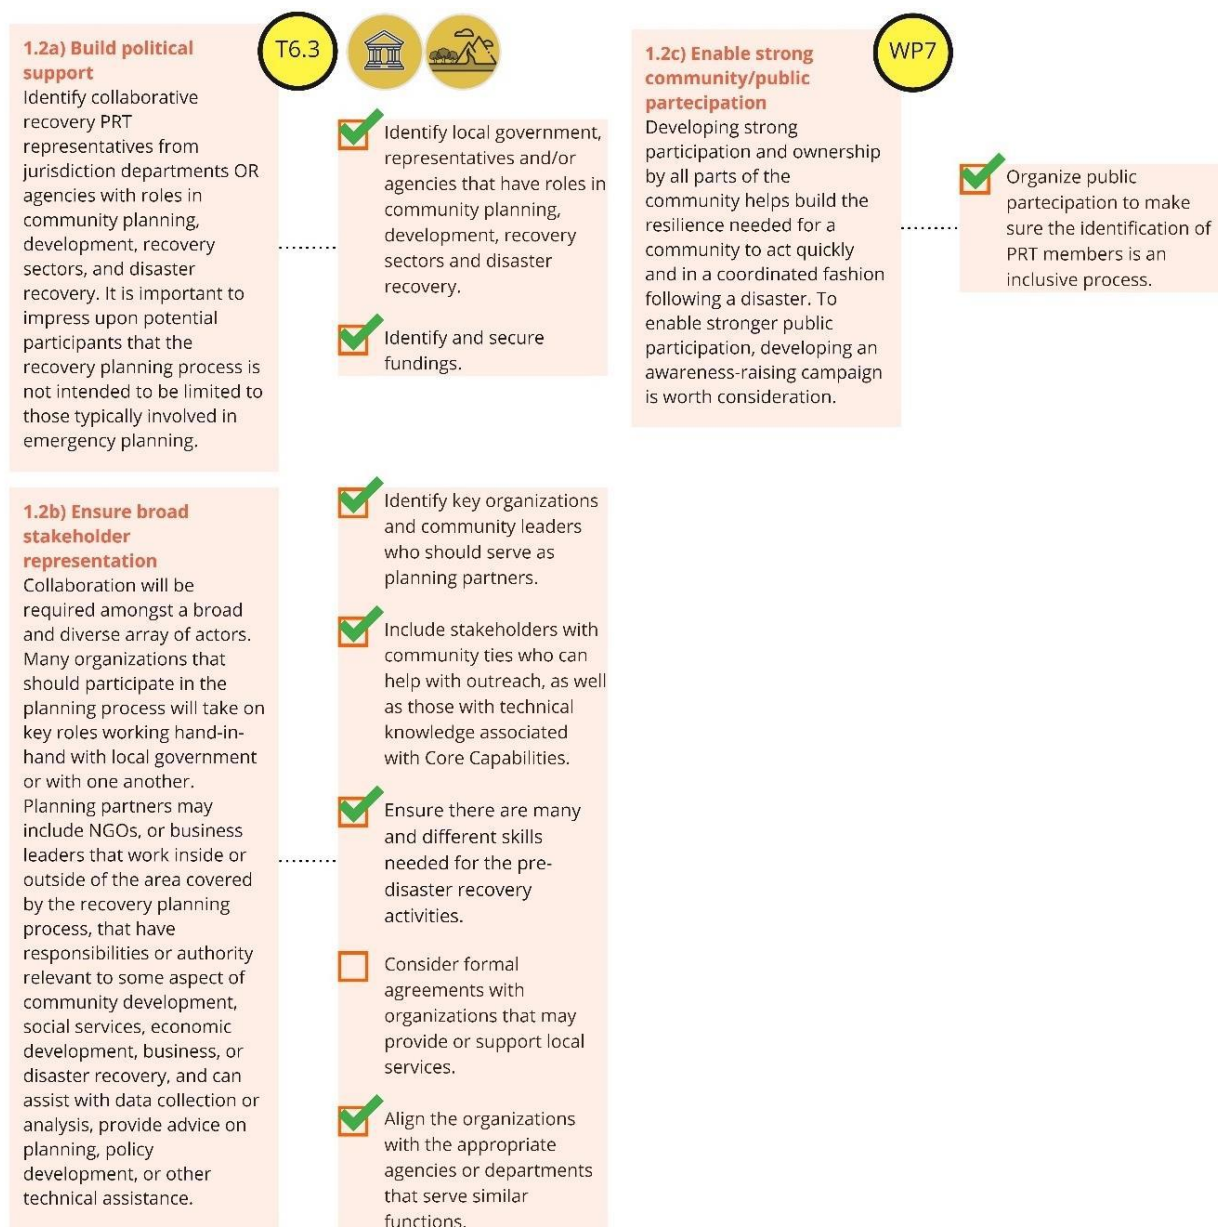 1.2a) Build political
support
T6.3
Identify collaborative
recovery PRT
representatives from
jurisdiction departments OR
agencies with roles in
community planning,
development, recovery
sectors, and disaster
recovery. It is important to
impress upon potential
participants that the
recovery planning process is
not intended to be limited to
those typically involved in
emergency planning.
Identify local government,
representatives and/or
agencies that have roles in
community planning,
development, recovery
sectors and disaster
recovery.
Identify and secure
fundings.
1.2c) Enable strong
community/public
partecipation
WP7
Developing strong
participation and ownership
by all parts of the
community helps build the
resilience needed for a
community to act quickly
and in a coordinated fashion
following a disaster. To
enable stronger public
participation, developing an
awareness-raising campaign
is worth consideration.
Organize public
partecipation to make
sure the identification of
PRT members is an
inclusive process.
1.2b) Ensure broad
stakeholder
representation
Collaboration will be
required amongst a broad
and diverse array of actors.
Many organizations that
should participate in the
planning process will take on
key roles working hand-in-
hand with local government
or with one another.
Planning partners may
include NGOs, or business
leaders that work inside or
outside of the area covered
by the recovery planning
process, that have
responsibilities or authority
relevant to some aspect of
community development,
social services, economic
development, business, or
disaster recovery, and can
assist with data collection or
analysis, provide advice on
planning, policy
development, or other
technical assistance.
Identify key organizations
and community leaders
who should serve as
planning partners.
Include stakeholders with
community ties who can
help with outreach, as well
as those with technical
knowledge associated
with Core Capabilities.
Ensure there are many
and different skills
needed for the pre-
disaster recovery
activities.
Consider formal
agreements with
organizations that may
provide or support local
services.
Align the organizations
with the appropriate
agencies or departments
that serve similar
functions.